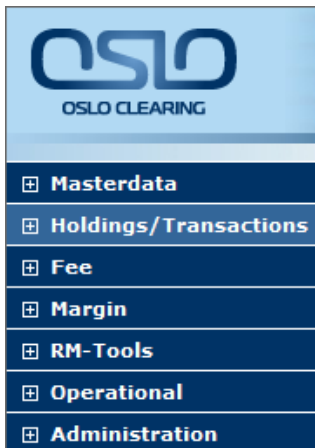 OSLO
OSLO CLEARING
Masterdata
Holdings/Transactions
Fee
Margin
RM-Tools
Operational
Administration